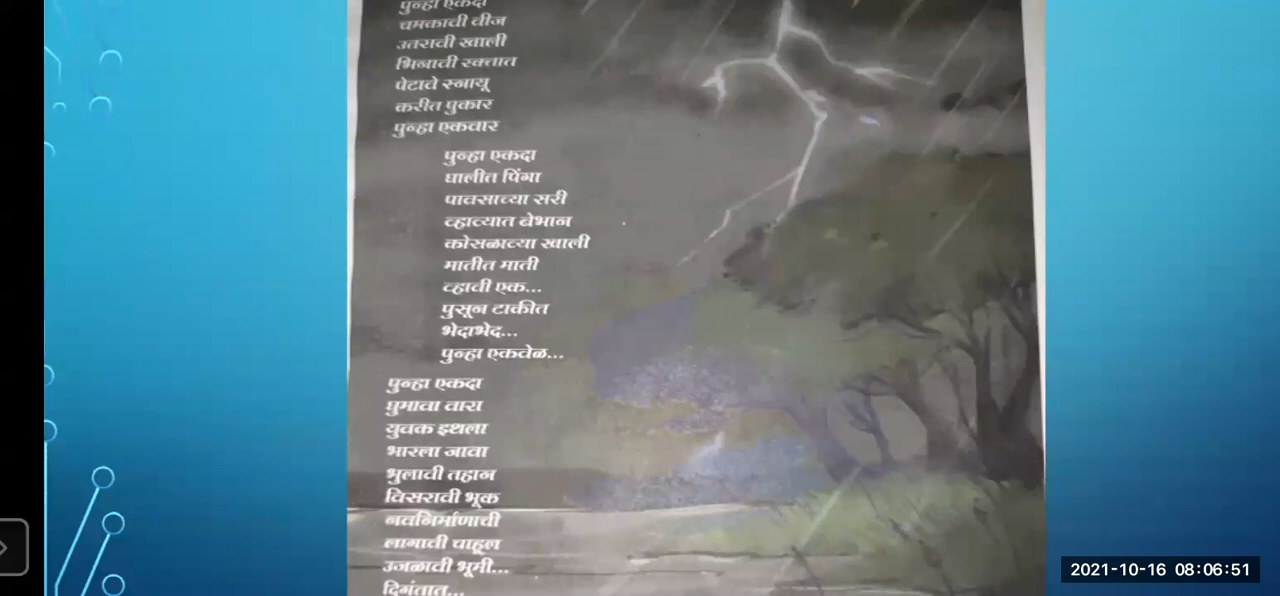 पुन्हा एकदा
चमकावी वीज
उतरावी खाली
भिनावी रक्तात
पेटावे स्नायू
करीत पुकार
पुन्हा एकवार
पुन्हा एकदा
घालीत पिंगा
पावसाच्या सरी
व्हाव्यात बेभान
कोसळाव्या खाली
मातीत माती
व्हावी एक...
पुसून टाकीत
भेदाभेद...
पुन्हा एकवेळ...
पुन्हा एकदा
घुमावा वारा
युवक इथला
भारला जावा
भुलावी तहान
विसरावी भूक
नवनिर्माणाची
लागावी चाहूल
उजळावी भूमी...
दिगंतात...
2021-10-16 08:06:51